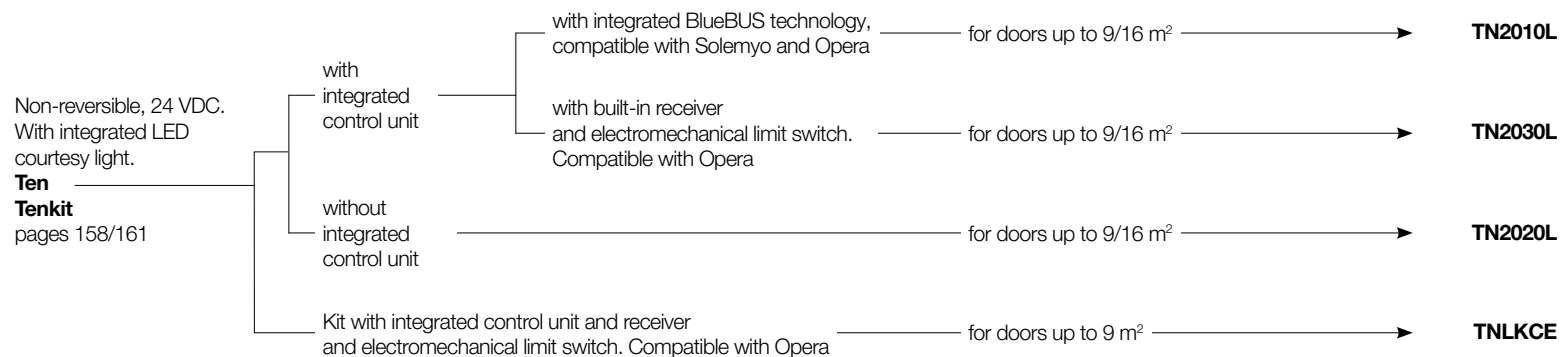 Non-reversible, 24 VDC.
With integrated LED
courtesy light.
Ten
Tenkit
pages 158/161
with
integrated
control unit
with integrated BlueBUS technology,
compatible with Solemyo and Opera
for doors up to 9/16 m²
TN2010L
with built-in receiver
and electromechanical limit switch.
Compatible with Opera
for doors up to 9/16 m²
TN2030L
without
integrated
control unit
for doors up to 9/16 m²
TN2020L
Kit with integrated control unit and receiver
and electromechanical limit switch. Compatible with Opera
for doors up to 9 m²
TNLKCE